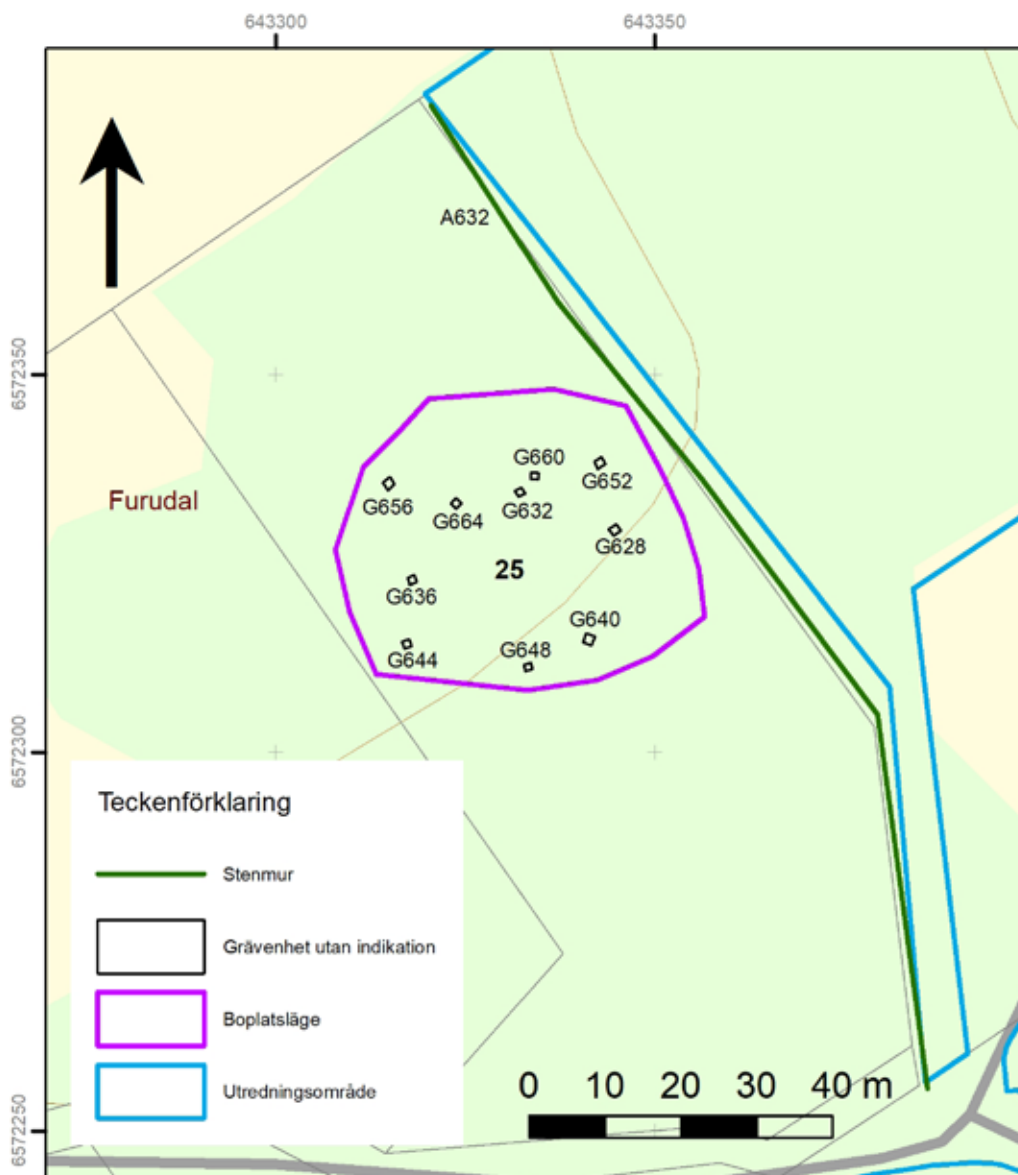 643300
643350
A632
6572350
G660
G652
G656
G664
G632
Furudal
G628
25
G636
G640
G648
G644
6572300
Teckenförklaring
Stenmur
Grävenhet utan indikation
Boplatsläge
Utredningsområde
0 10 20 30 40 m
6572250